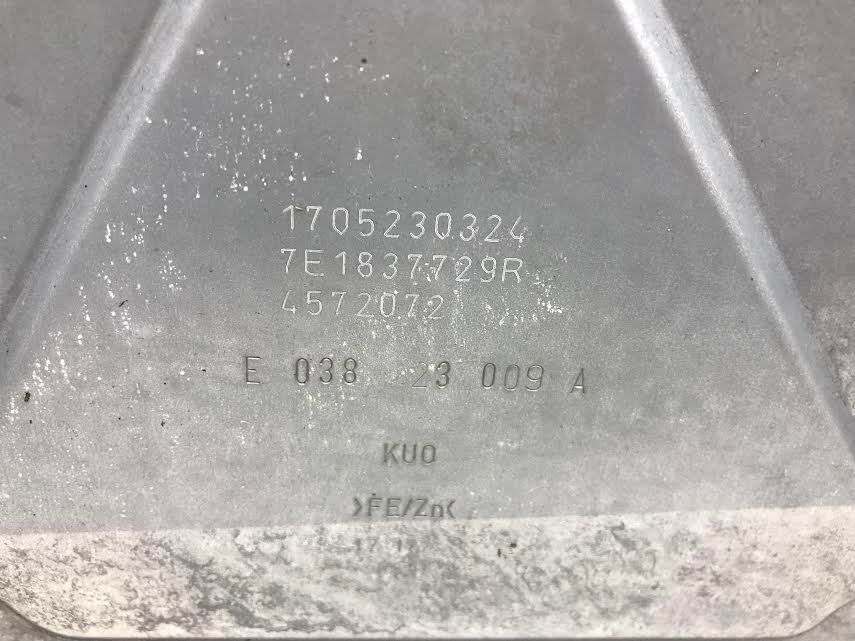 1705230324
7E1837729R
4572072
E 038 23 009 A
KUO
>FE/Zn<